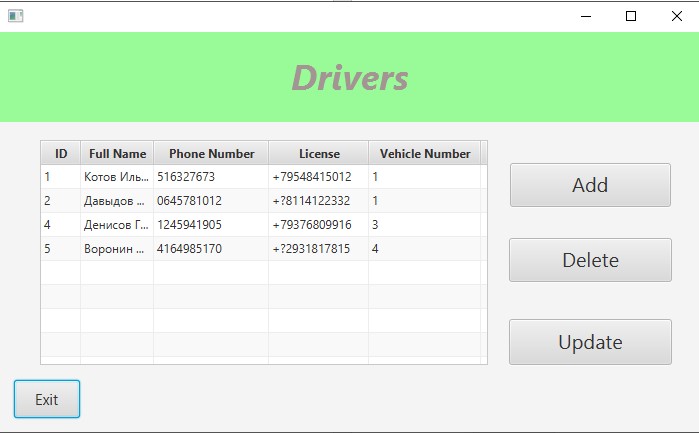 Drivers
ID Full Name Phone Number License Vehicle Number
1 Котов Иль... 516327673 +79548415012 1
2 Давыдов ... 0645781012 +?8114122332 1
4 Денисов Г... 1245941905 +79376809916 3
5 Воронин ... 4164985170 +?2931817815 4
Add
Delete
Update
Exit